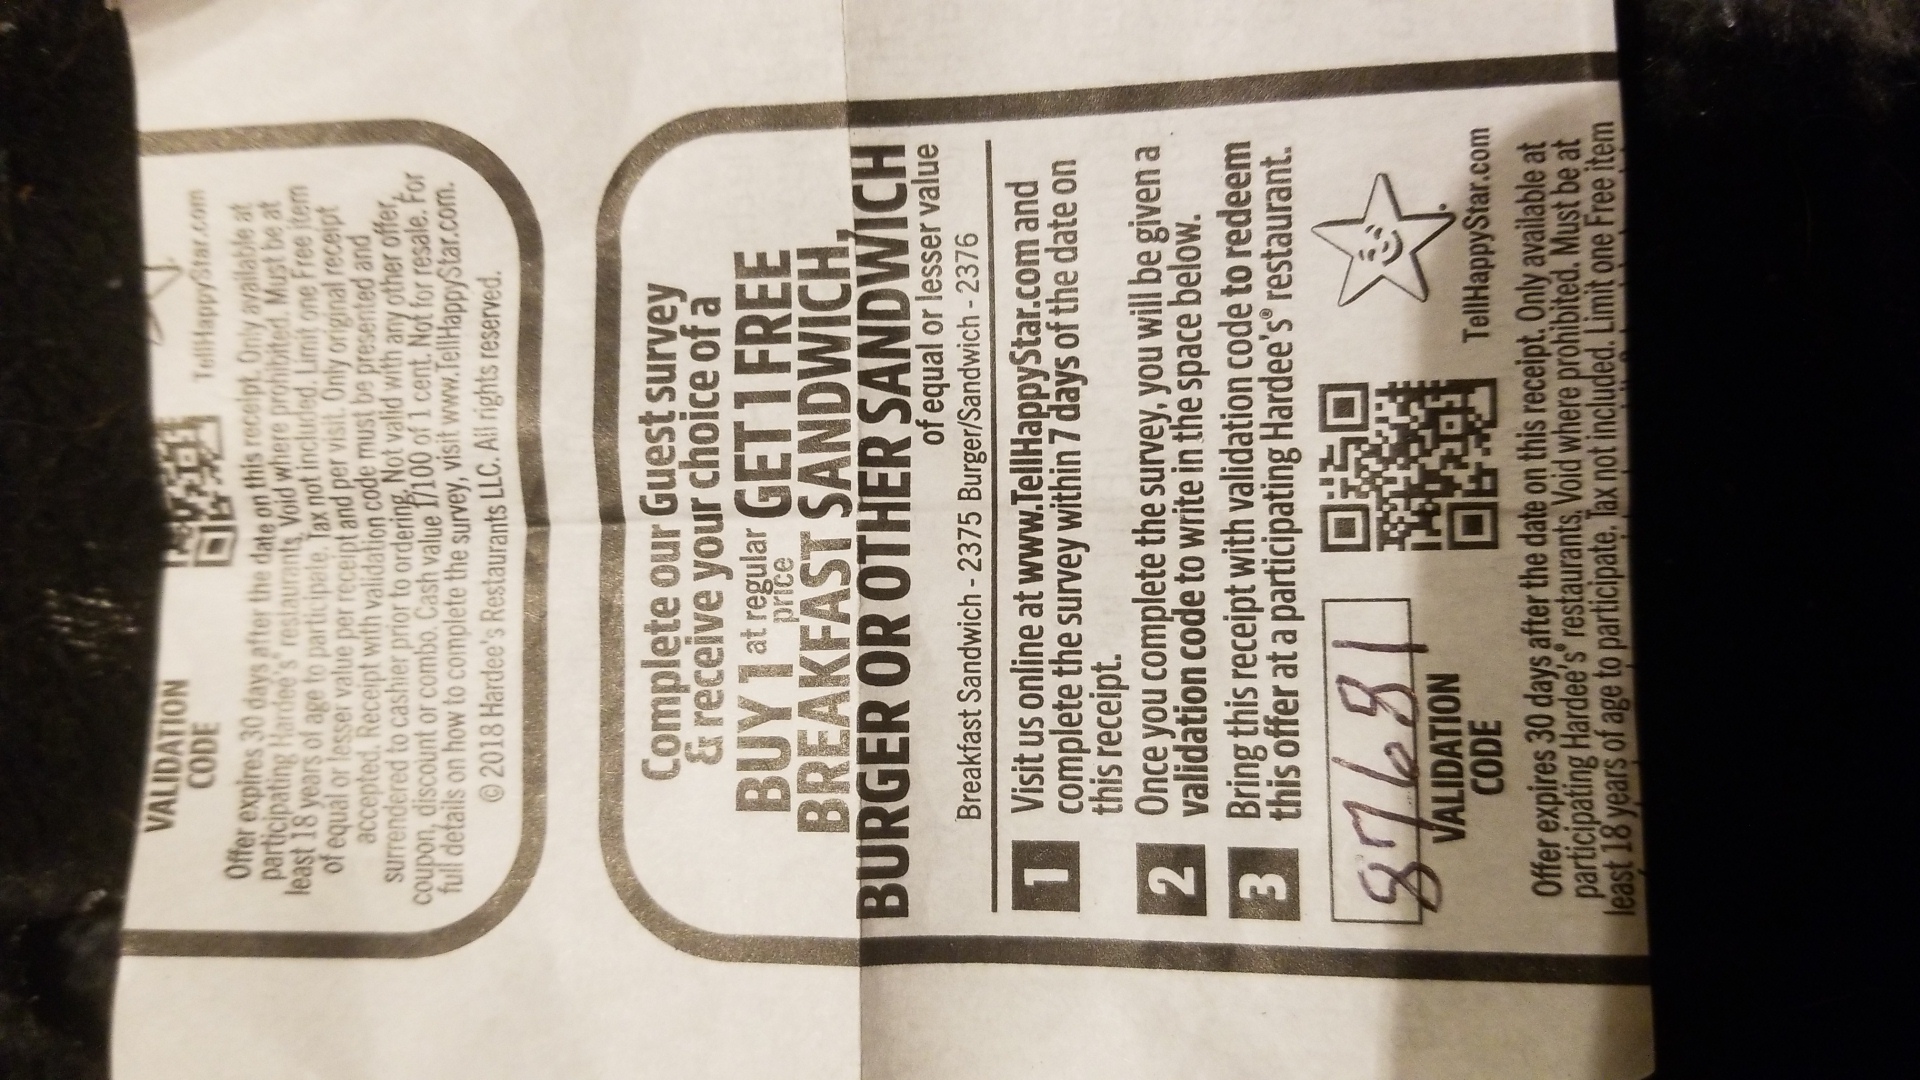 VALIDATION
CODE
TellHappyStar.com
Offer expires 30 days after the date on this receipt. Only available at
participating Hardee's® restaurants. Void where prohibited. Must be at
least 18 years of age to participate. Tax not included. Limit one Free item
of equal or lesser value per receipt and per visit. Only original receipt
accepted. Receipt with validation code must be presented and
surrendered to cashier prior to ordering. Not valid with any other offer,
coupon, discount or combo. Cash value 1/100 of 1 cent. Not for resale. For
full details on how to complete the survey, visit www.TellHappyStar.com.
© 2018 Hardee's Restaurants LLC. All rights reserved.
Complete our Guest survey
& receive your choice of a
BUY 1 at regular price GET 1 FREE
BREAKFAST SANDWICH,
BURGER OR OTHER SANDWICH
of equal or lesser value
Breakfast Sandwich - 2375 Burger/Sandwich - 2376
1 Visit us online at www.TellHappyStar.com and
complete the survey within 7 days of the date on
this receipt.
2 Once you complete the survey, you will be given a
validation code to write in the space below.
3 Bring this receipt with validation code to redeem
this offer at a participating Hardee's® restaurant.
87681
VALIDATION
CODE
TellHappyStar.com
Offer expires 30 days after the date on this receipt. Only available at
participating Hardee's® restaurants. Void where prohibited. Must be at
least 18 years of age to participate. Tax not included. Limit one Free item